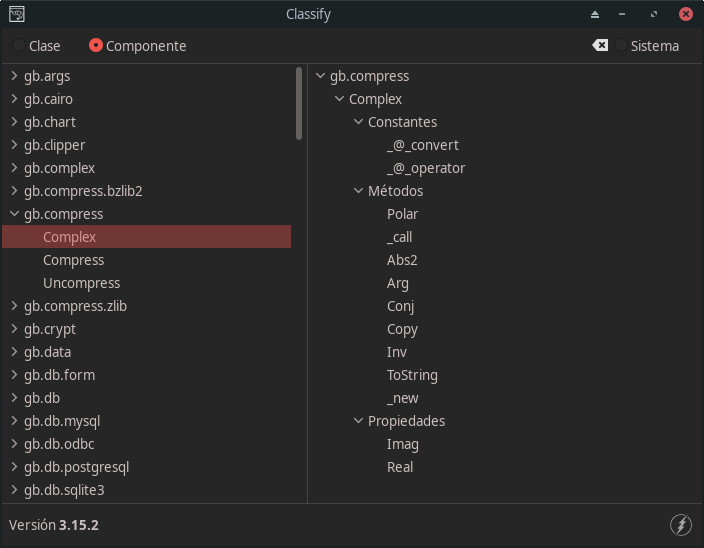 Classify
Clase
Componente
Sistema
gb.args
gb.cairo
gb.chart
gb.clipper
gb.complex
gb.compress.bzlib2
gb.compress
Complex
Compress
Uncompress
gb.compress.zlib
gb.crypt
gb.data
gb.db.form
gb.db
gb.db.mysql
gb.db.odbc
gb.db.postgresql
gb.db.sqlite3
gb.compress
Complex
Constantes
_@_convert
_@_operator
Métodos
Polar
_call
Abs2
Arg
Conj
Copy
Inv
ToString
_new
Propiedades
Imag
Real
Versión 3.15.2